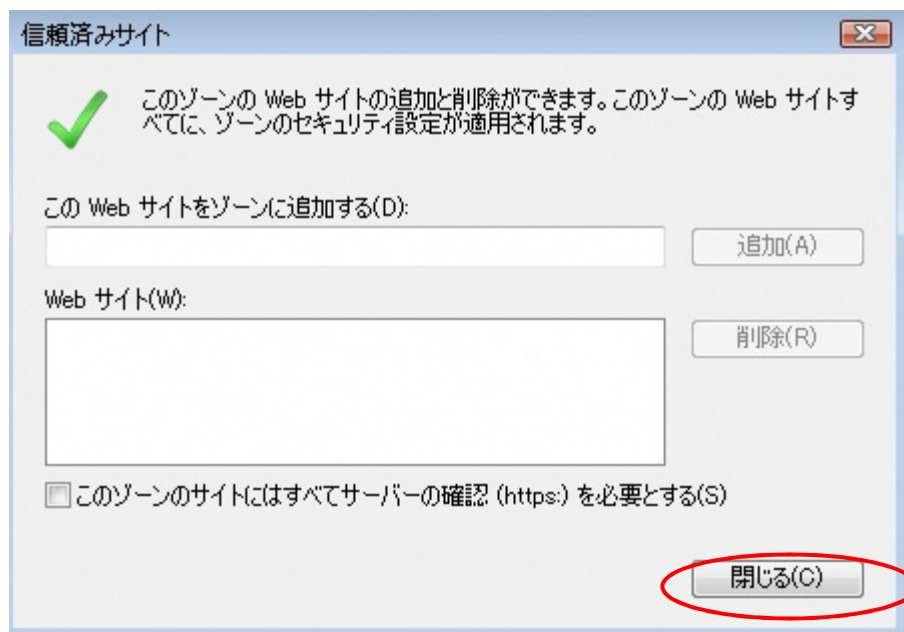 信頼済みサイト
このゾーンの Web サイトの追加と削除ができます。このゾーンの Web サイトす
べてに、ゾーンのセキュリティ設定が適用されます。
この Web サイトをゾーンに追加する(D):
追加(A)
Web サイト(W):
削除(R)
このゾーンのサイトにはすべてサーバーの確認 (https:) を必要とする(S)
閉じる(C)